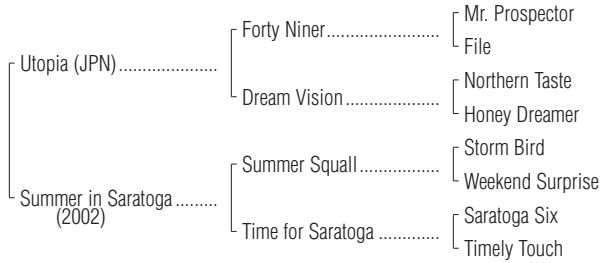 Mr. Prospector
Forty Niner
File
Utopia (JPN)
Northern Taste
Dream Vision
Honey Dreamer
Storm Bird
Summer Squall
Weekend Surprise
Summer in Saratoga
(2002)
Saratoga Six
Time for Saratoga
Timely Touch